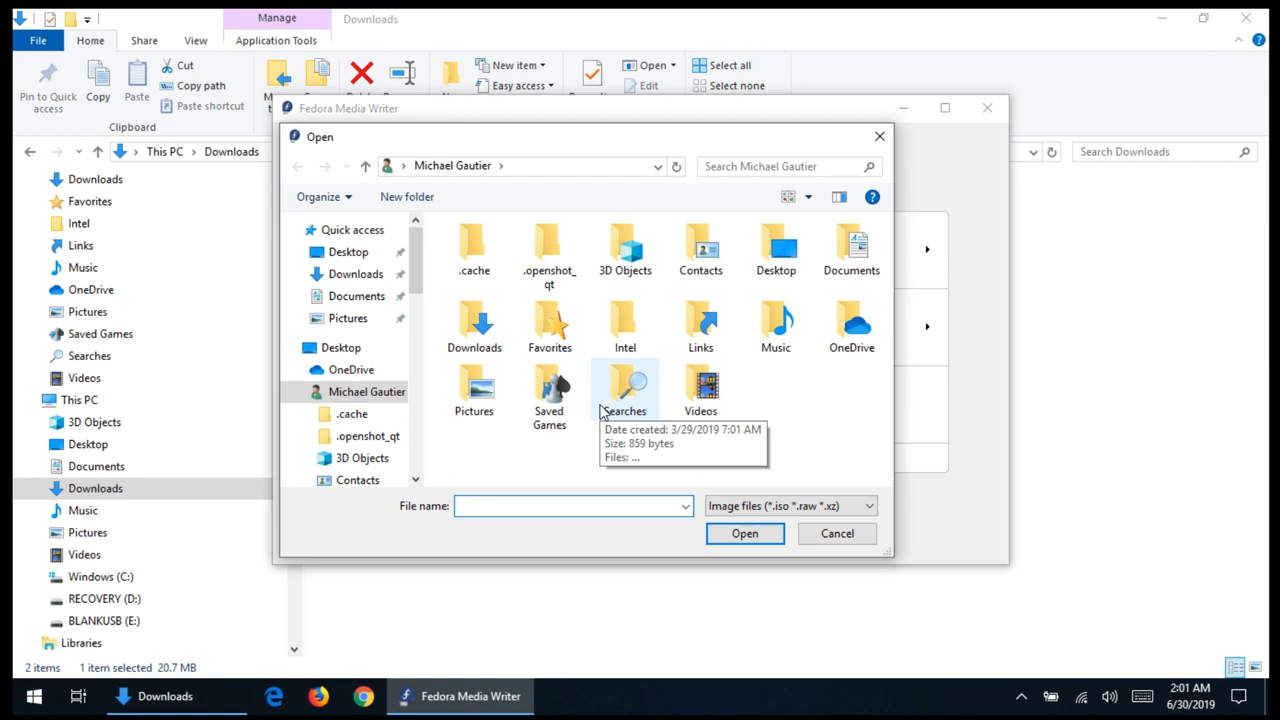 Manage
Downloads
File
Home
Share
View
Application Tools
Pin to Quick access
Copy
Paste
Cut
Copy path
Paste shortcut
New item
Easy access
Open
Edit
Select all
Select none
Clipboard
Fedora Media Writer
This PC
Downloads
Search Downloads
Downloads
Favorites
Intel
Links
Music
OneDrive
Pictures
Saved Games
Searches
Videos
This PC
3D Objects
Desktop
Documents
Downloads
Music
Pictures
Videos
Windows (C:)
RECOVERY (D:)
BLANKUSB (E:)
Libraries
Open
Michael Gautier
Search Michael Gautier
Organize
New folder
Quick access
Desktop
Downloads
Documents
Pictures
Desktop
OneDrive
Michael Gautier
.cache
.openshot_qt
3D Objects
Contacts
.cache
.openshot_
qt
3D Objects
Contacts
Desktop
Documents
Downloads
Favorites
Intel
Links
Music
OneDrive
Pictures
Saved
Games
Searches
Videos
Date created: 3/29/2019 7:01 AM
Size: 859 bytes
Files: ...
File name:
Image files (*.iso *.raw *.xz)
Open
Cancel
2 items
1 item selected 20.7 MB
Downloads
Fedora Media Writer
2:01 AM
6/30/2019